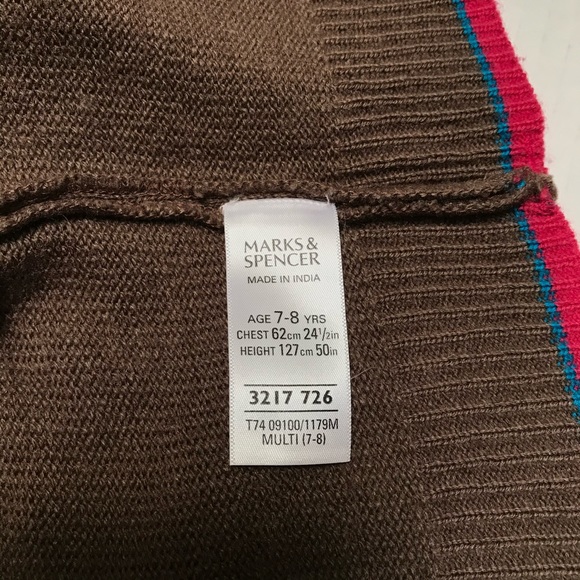 MARKS &
SPENCER
MADE IN INDIA
AGE 7-8 YRS
CHEST 62cm 24½in
HEIGHT 127cm 50in
3217 726
T74 09100/1179M
MULTI (7-8)